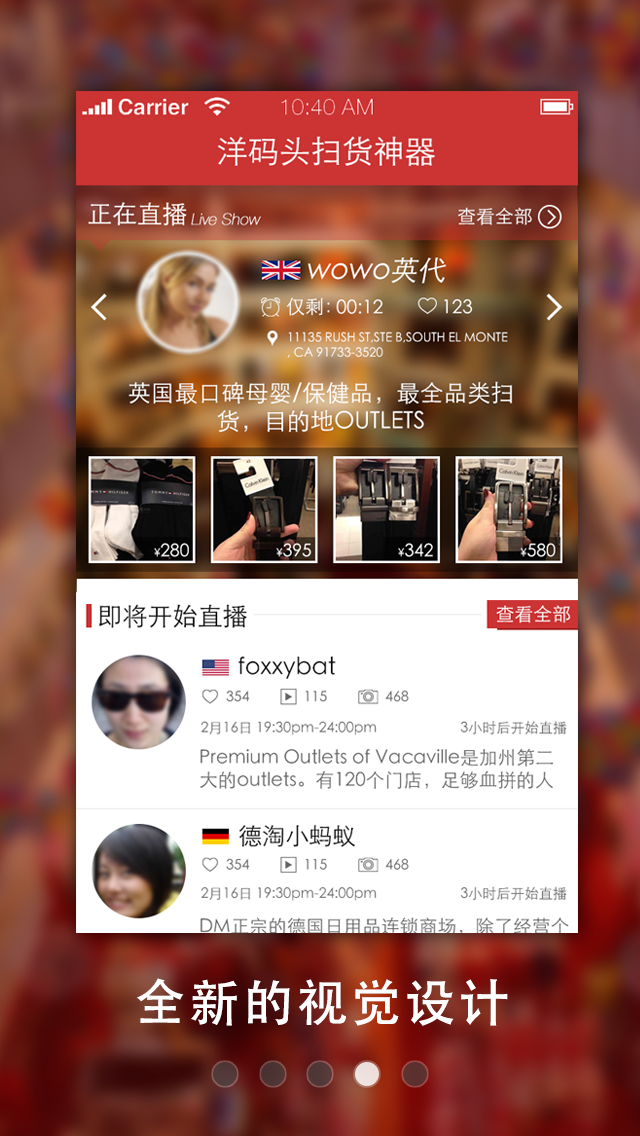 Carrier 10:40 AM
洋码头扫货神器
正在直播 Live Show 查看全部
wowo英代
仅剩: 00:12 123
11135 RUSH ST,STE B,SOUTH EL MONTE
, CA 91733-3520
英国最口碑母婴/保健品，最全品类扫
货，目的地OUTLETS
TOMMY HILFIGER TOMMY HILFIGER Calvin Klein Calvin Klein Calvin Klein
¥280 ¥395 ¥342 ¥580
即将开始直播 查看全部
foxxybat
354 115 468
2月16日 19:30pm-24:00pm 3小时后开始直播
Premium Outlets of Vacaville是加州第二
大的outlets。有120个门店，足够血拼的人
德淘小蚂蚁
354 115 468
2月16日 19:30pm-24:00pm 3小时后开始直播
DM正宗的德国日用品连锁商场，除了经营个
全新的视觉设计